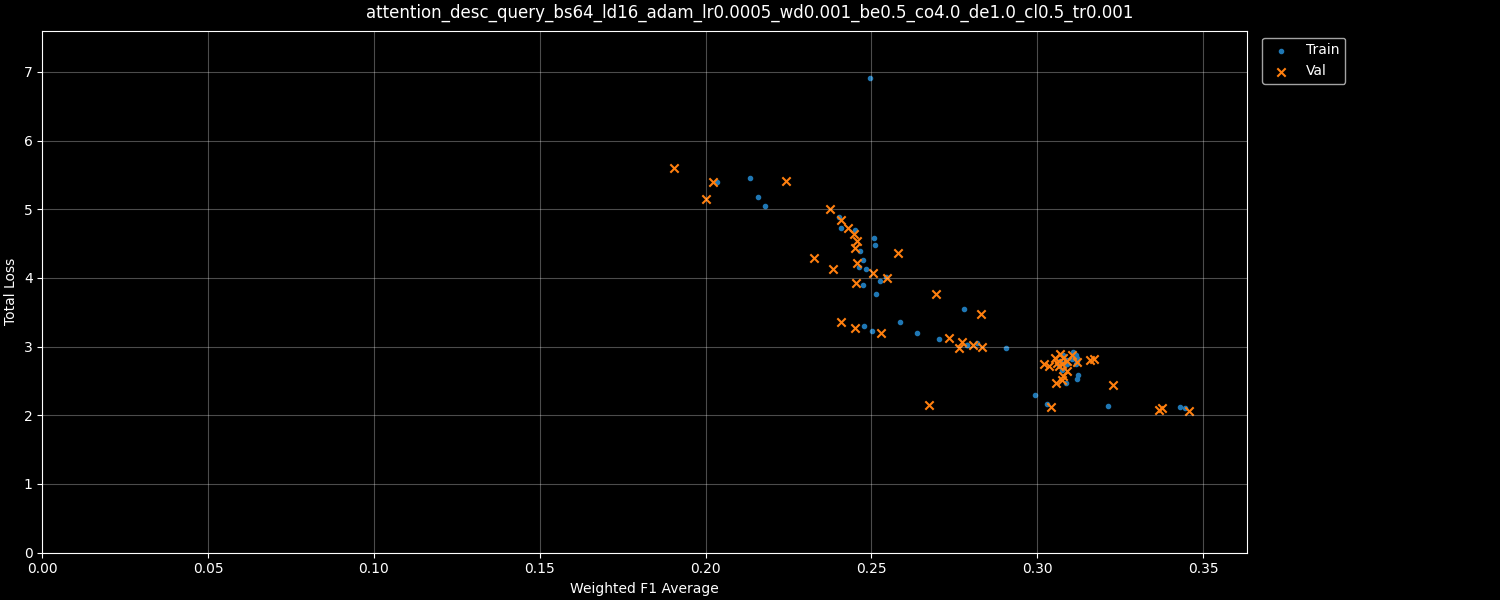 attention_desc_query_bs64_ld16_adam_lr0.0005_wd0.001_be0.5_co4.0_de1.0_cl0.5_tr0.001
Train
Val
7
6
5
4
3
2
1
0
Total Loss
0.00 0.05 0.10 0.15 0.20 0.25 0.30 0.35
Weighted F1 Average